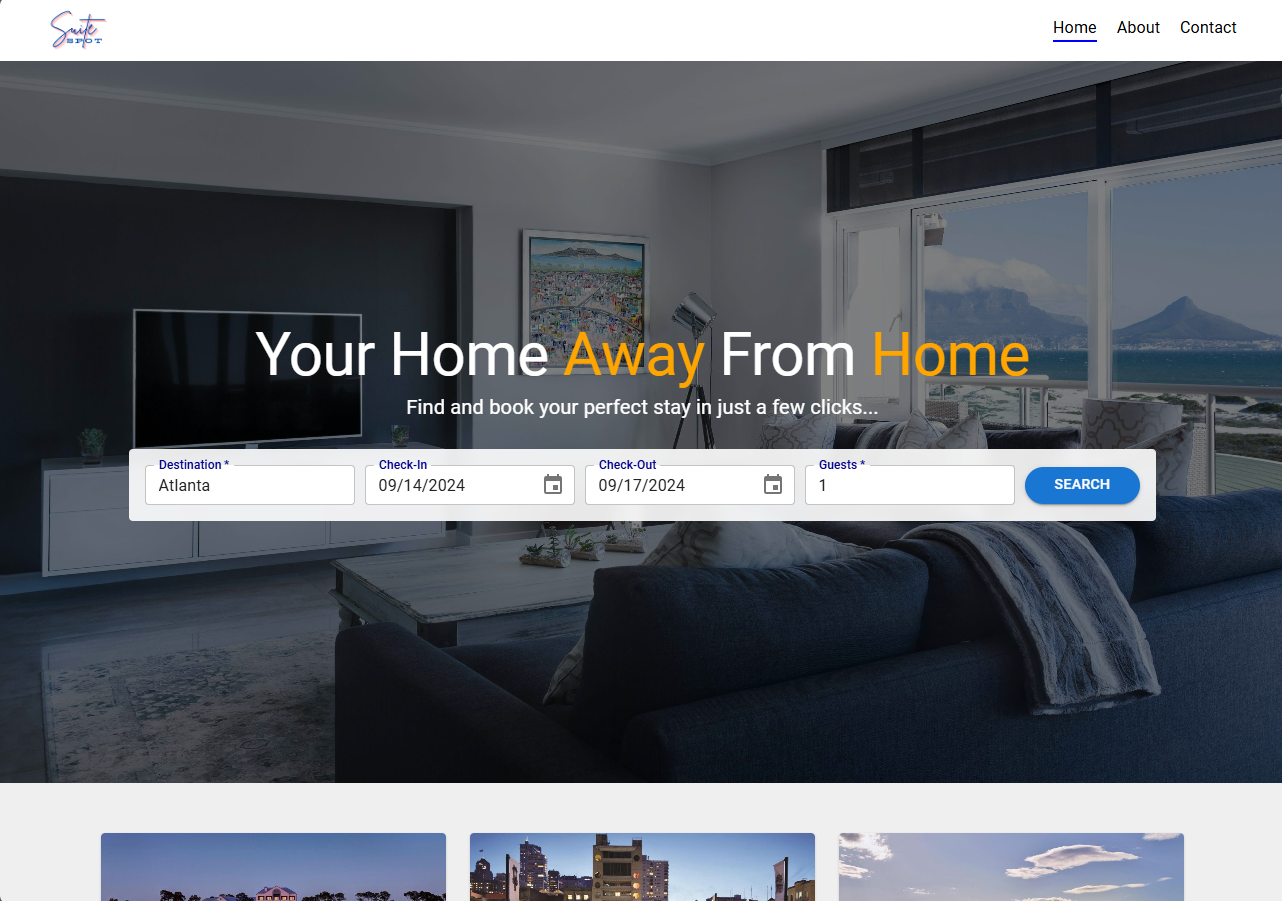 Suite
SPOT
Home About Contact
Your Home Away From Home
Find and book your perfect stay in just a few clicks...
Destination * Check-In Check-Out Guests *
Atlanta 09/14/2024 09/17/2024 1 SEARCH